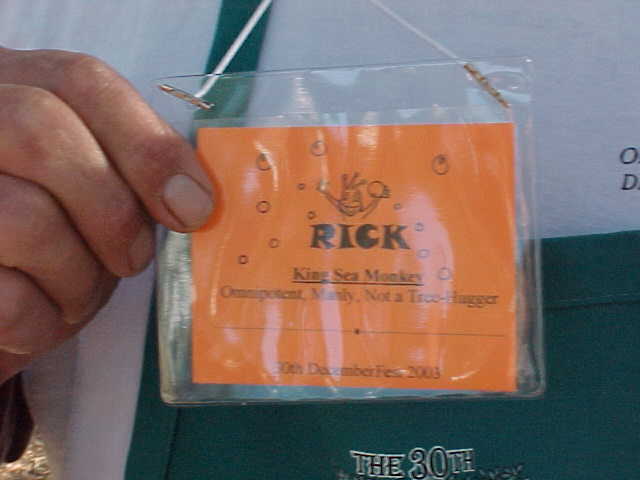 RICK
King Sea Monkey
Omnipotent, Manly, Not a Tree-Hugger
30th DecemberFest 2003
THE 30TH